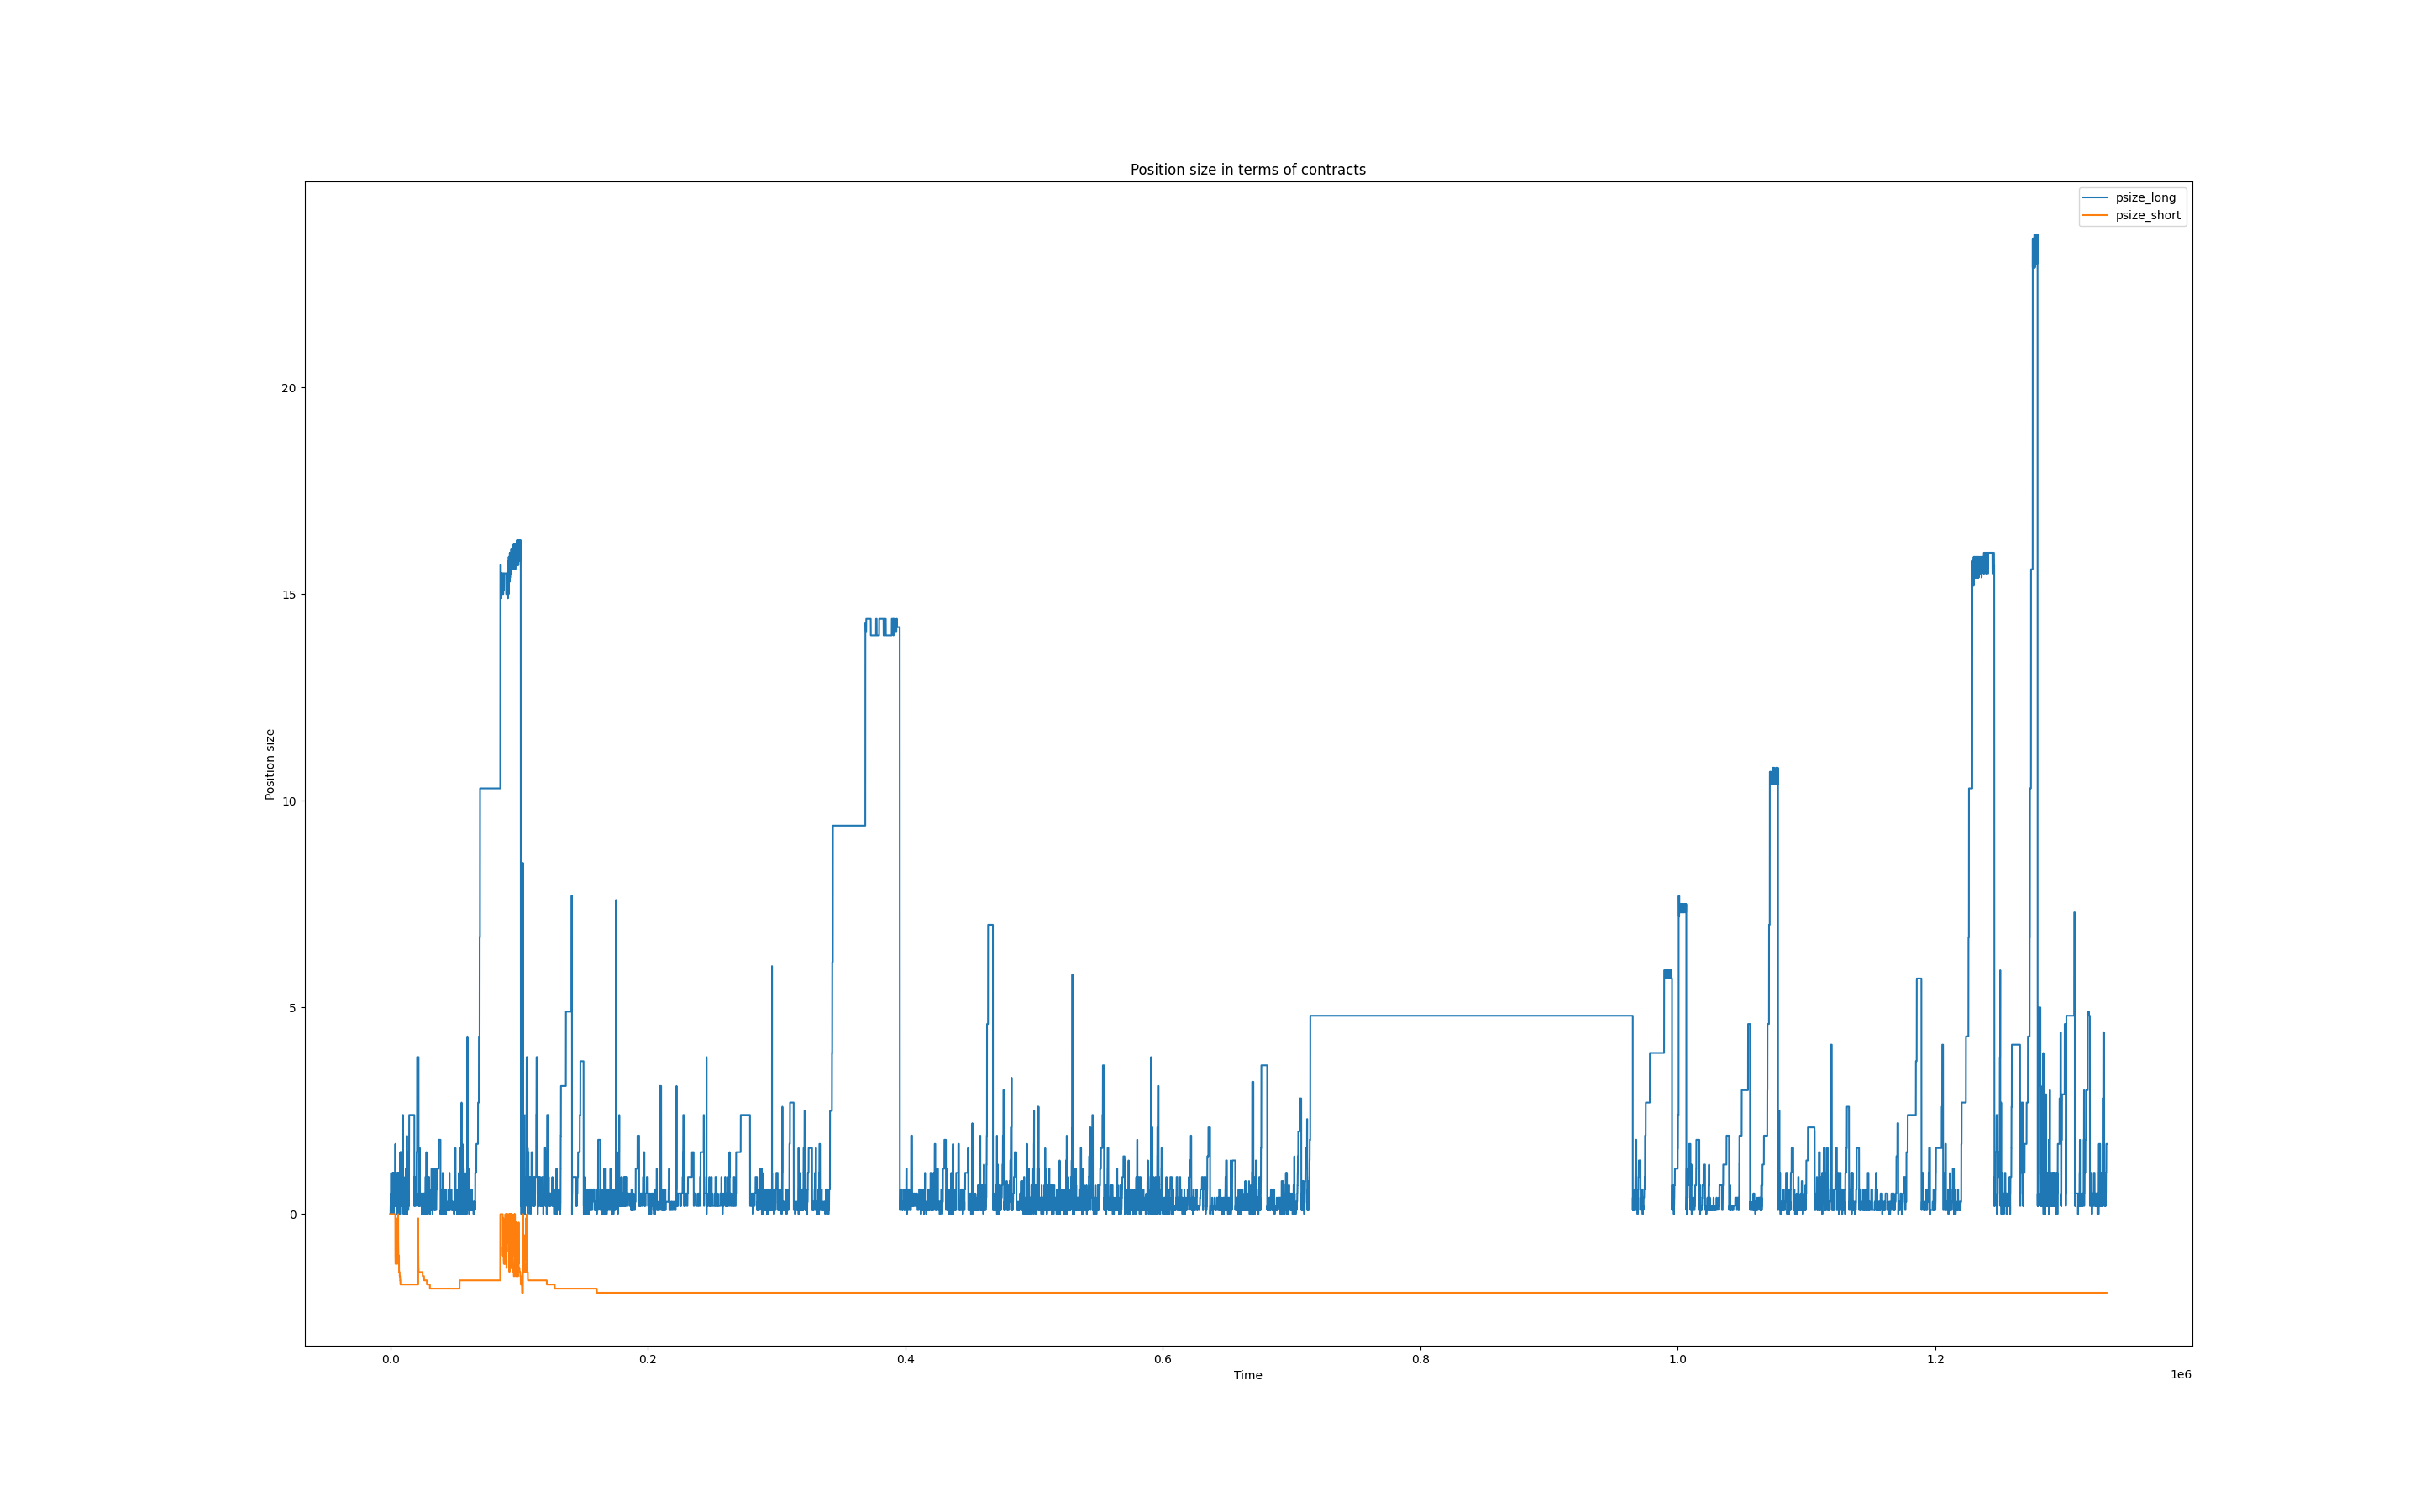 Position size in terms of contracts
psize_long
psize_short
Position size
20
15
10
5
0
0.0 0.2 0.4 0.6 0.8 1.0 1.2
Time
1e6